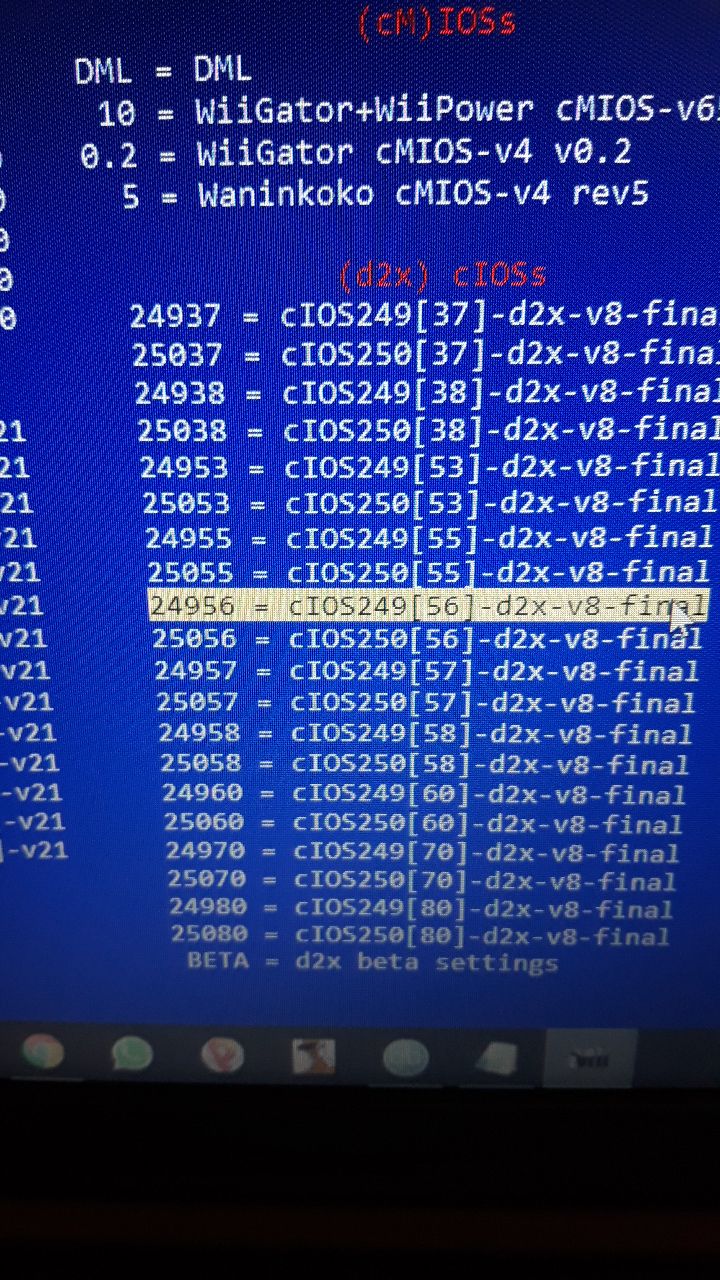 (cM)IOSs
DML = DML
10 = WiiGator+WiiPower cMIOS-v6
0.2 = WiiGator cMIOS-v4 v0.2
5 = Waninkoko cMIOS-v4 rev5
0
0
(d2x) cIOSs
0 24937 = cIOS249[37]-d2x-v8-fina
25037 = cIOS250[37]-d2x-v8-final
24938 = cIOS249[38]-d2x-v8-final
21 25038 = cIOS250[38]-d2x-v8-final
21 24953 = cIOS249[53]-d2x-v8-final
21 25053 = cIOS250[53]-d2x-v8-final
v21 24955 = cIOS249[55]-d2x-v8-final
v21 25055 = cIOS250[55]-d2x-v8-final
v21 24956 = cIOS249[56]-d2x-v8-final
v21 25056 = cIOS250[56]-d2x-v8-final
v21 24957 = cIOS249[57]-d2x-v8-final
-v21 25057 = cIOS250[57]-d2x-v8-final
-v21 24958 = cIOS249[58]-d2x-v8-final
-v21 25058 = cIOS250[58]-d2x-v8-final
-v21 24960 = cIOS249[60]-d2x-v8-final
-v21 25060 = cIOS250[60]-d2x-v8-final
]-v21 24970 = cIOS249[70]-d2x-v8-final
25070 = cIOS250[70]-d2x-v8-final
24980 = cIOS249[80]-d2x-v8-final
25080 = cIOS250[80]-d2x-v8-final
BETA = d2x beta settings